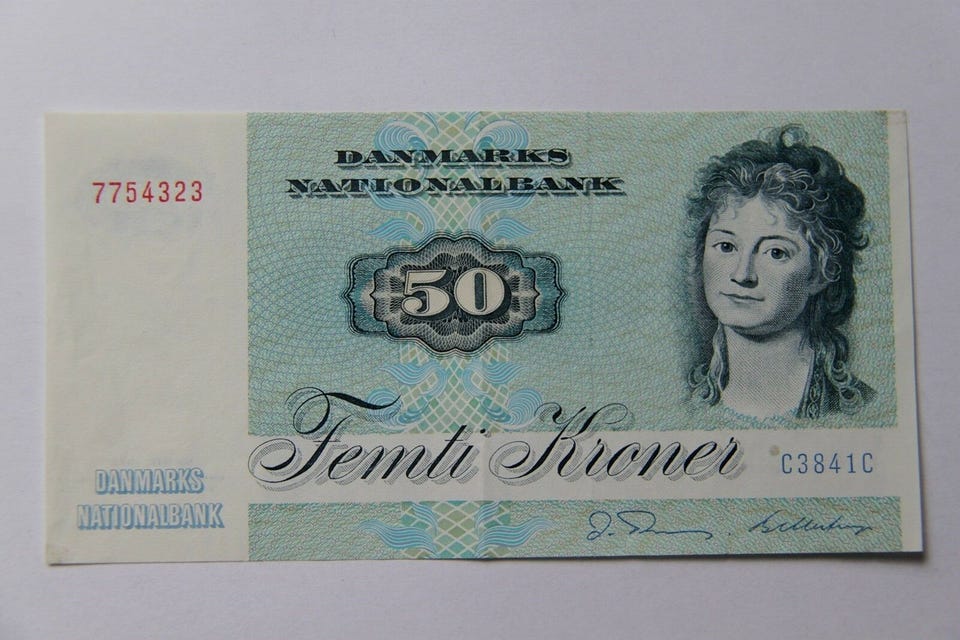 DANMARKS
NATIONALBANK
7754323
50
Femti Kroner
C3841C
DANMARKS
NATIONALBANK